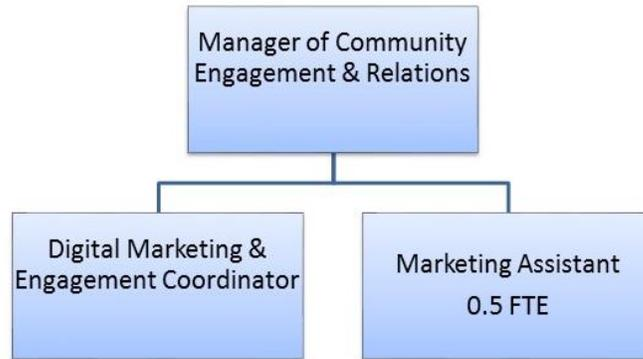 Manager of Community
Engagement & Relations
Digital Marketing &
Engagement Coordinator
Marketing Assistant
0.5 FTE